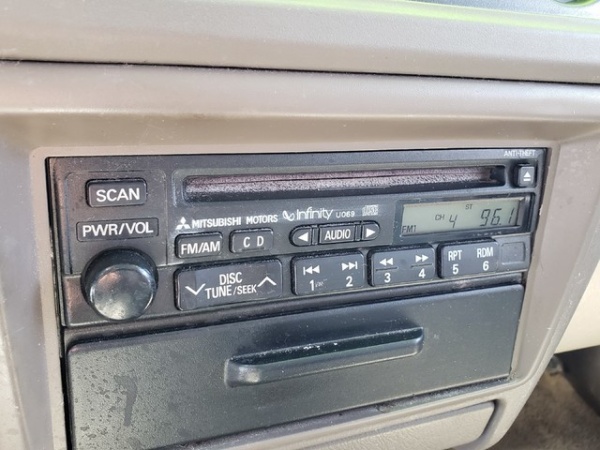 ANTI-THEFT
SCAN
PWR/VOL
MITSUBISHI MOTORS Infinity U069
FM/AM CD AUDIO
FM1 CH 4 ST 96.1
DISC
TUNE/SEEK
1 2 3 4
RPT RDM
5 6